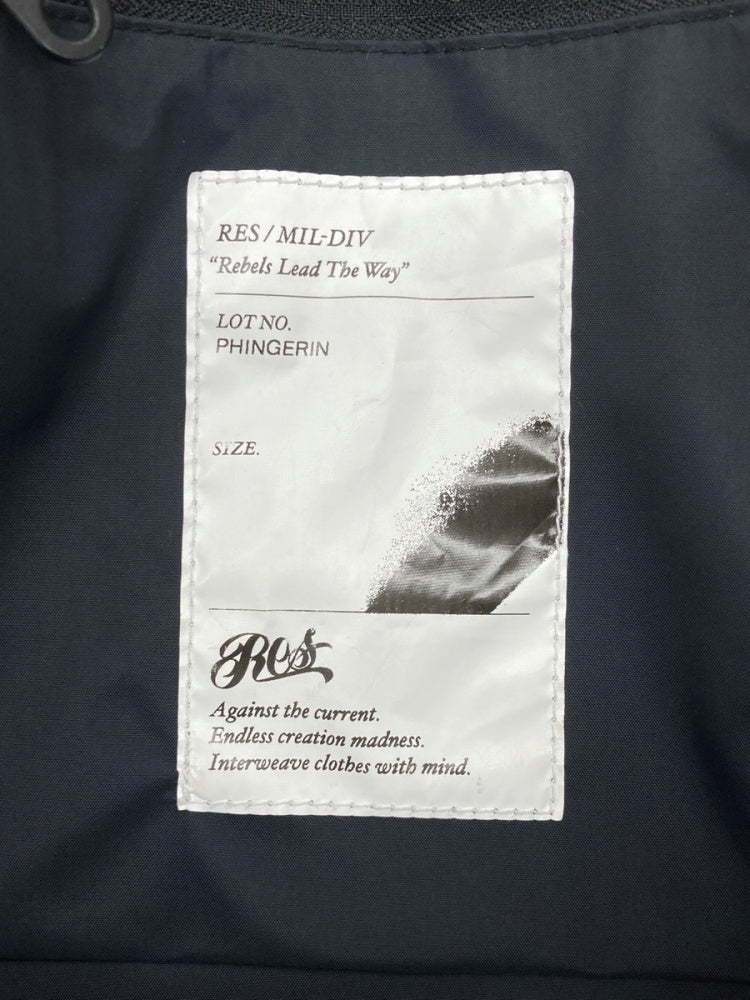 RES / MIL-DIV
“Rebels Lead The Way”
LOT NO.
PHINGERIN
SIZE.
Res
Against the current.
Endless creation madness.
Interweave clothes with mind.